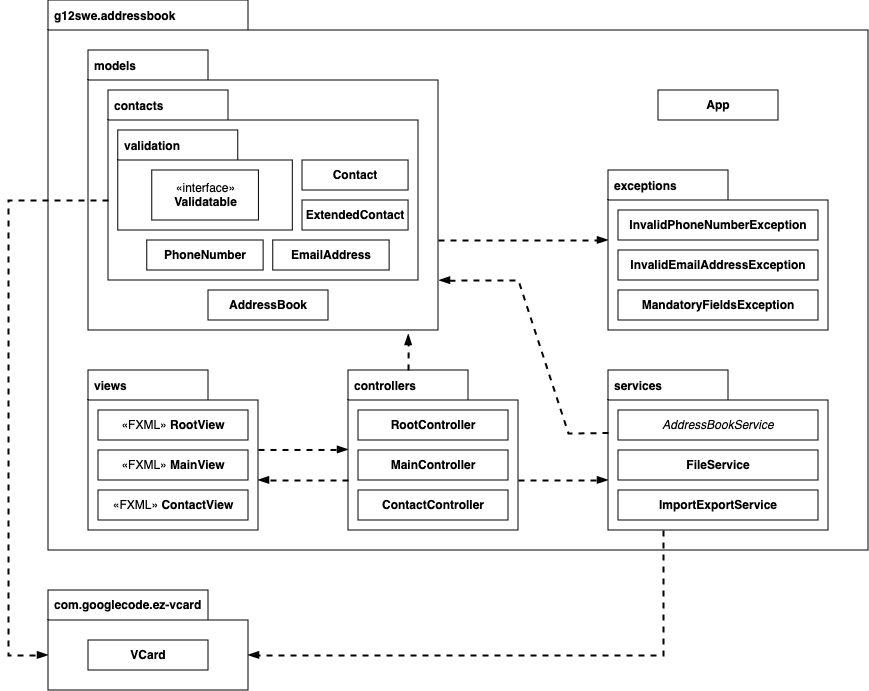 g12swe.addressbook
models
contacts
validation
«interface»
Validatable
Contact
ExtendedContact
PhoneNumber
EmailAddress
AddressBook
App
exceptions
InvalidPhoneNumberException
InvalidEmailAddressException
MandatoryFieldsException
views
«FXML» RootView
«FXML» MainView
«FXML» ContactView
controllers
RootController
MainController
ContactController
services
AddressBookService
FileService
ImportExportService
com.googlecode.ez-vcard
VCard